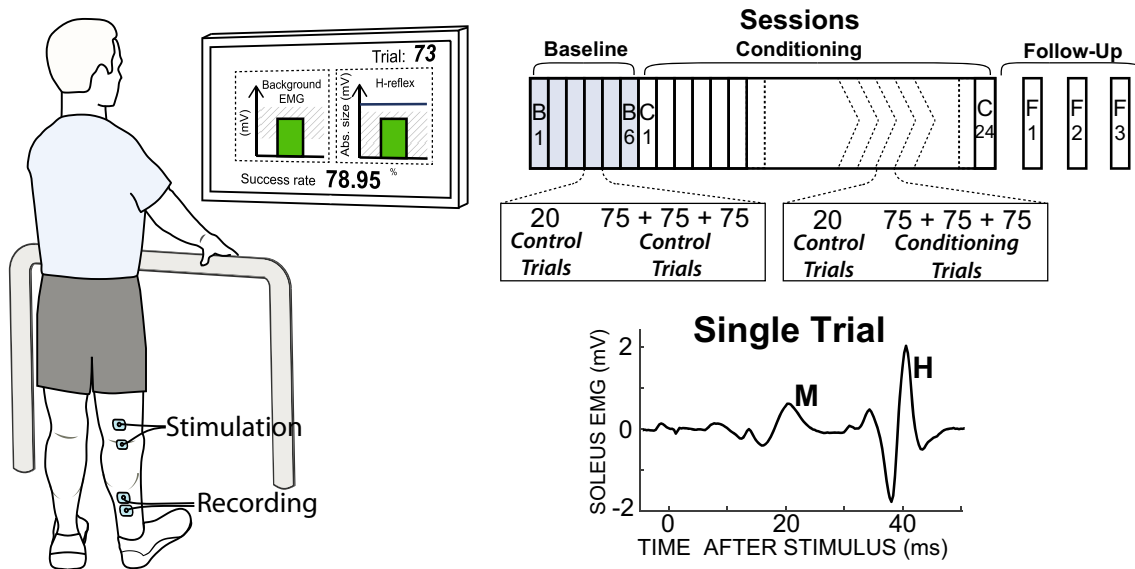 Trial: 73
Background
EMG
(mV)
H-reflex
Abs. size (mV)
Success rate 78.95 %
Stimulation
Recording
Sessions
Baseline
Conditioning
Follow-Up
B
1
B
6
C
1
C
24
F
1
F
2
F
3
20
Control
Trials
75 + 75 + 75
Control
Trials
20
Control
Trials
75 + 75 + 75
Conditioning
Trials
Single Trial
SOLEUS EMG (mV)
2
0
-2
M
H
0 20 40
TIME AFTER STIMULUS (ms)